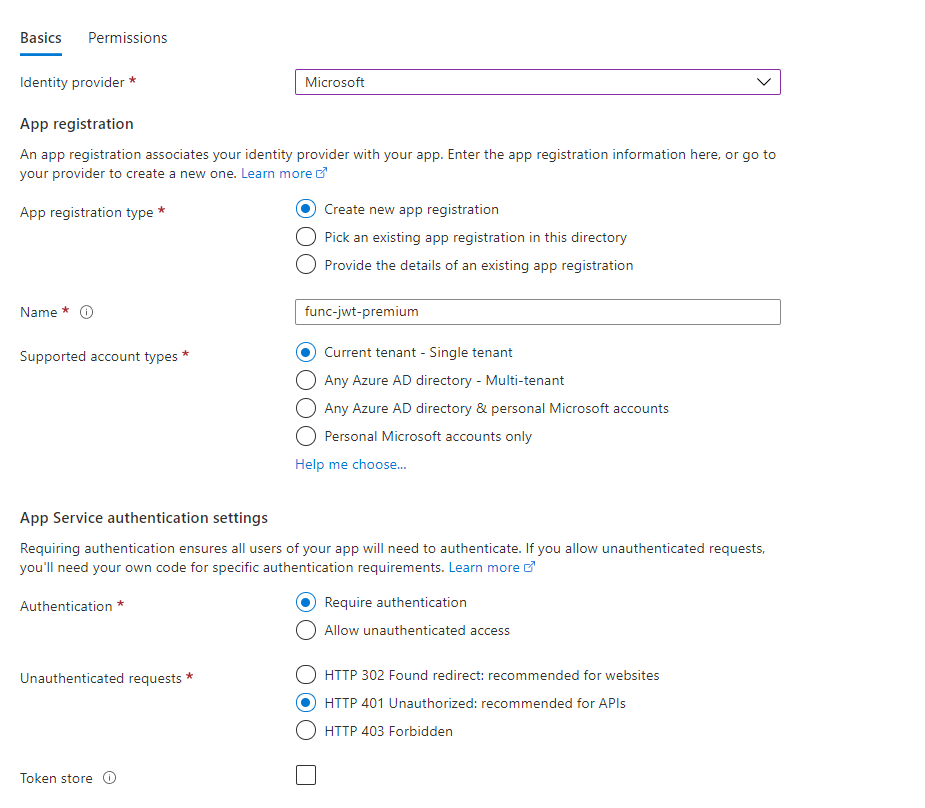 Basics Permissions
Identity provider * Microsoft
App registration
An app registration associates your identity provider with your app. Enter the app registration information here, or go to
your provider to create a new one. Learn more
App registration type * Create new app registration
Pick an existing app registration in this directory
Provide the details of an existing app registration
Name * func-jwt-premium
Supported account types * Current tenant - Single tenant
Any Azure AD directory - Multi-tenant
Any Azure AD directory & personal Microsoft accounts
Personal Microsoft accounts only
Help me choose...
App Service authentication settings
Requiring authentication ensures all users of your app will need to authenticate. If you allow unauthenticated requests,
you'll need your own code for specific authentication requirements. Learn more
Authentication * Require authentication
Allow unauthenticated access
Unauthenticated requests * HTTP 302 Found redirect: recommended for websites
HTTP 401 Unauthorized: recommended for APIs
HTTP 403 Forbidden
Token store